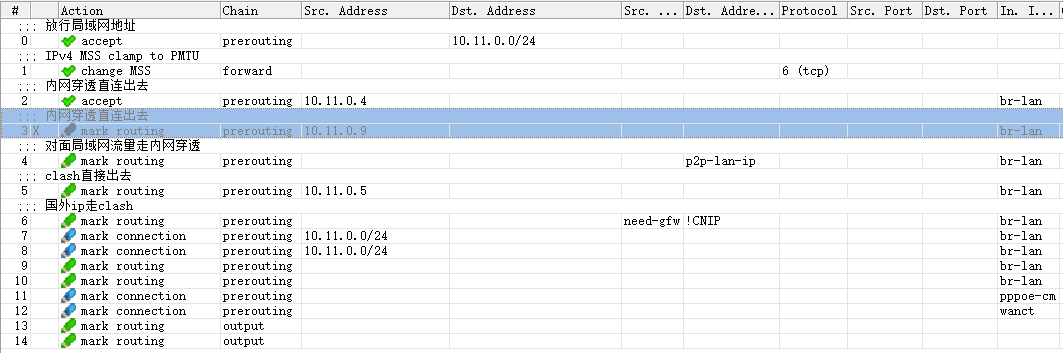 # Action Chain Src. Address Dst. Address Src. ... Dst. Addre... Protocol Src. Port Dst. Port In. I...
;;; 放行局域网地址
0 accept prerouting 10.11.0.0/24
;;; IPv4 MSS clamp to PMTU
1 change MSS forward 6 (tcp)
;;; 内网穿透直连出去
2 accept prerouting 10.11.0.4 br-lan
;;; 内网穿透直连出去
3 X mark routing prerouting 10.11.0.9 br-lan
;;; 对面局域网流量走内网穿透
4 mark routing prerouting p2p-lan-ip br-lan
;;; clash直接出去
5 mark routing prerouting 10.11.0.5 br-lan
;;; 国外ip走clash
6 mark routing prerouting need-gfw !CNIP br-lan
7 mark connection prerouting 10.11.0.0/24 br-lan
8 mark connection prerouting 10.11.0.0/24 br-lan
9 mark routing prerouting br-lan
10 mark routing prerouting br-lan
11 mark connection prerouting pppoe-cm
12 mark connection prerouting wanct
13 mark routing output
14 mark routing output